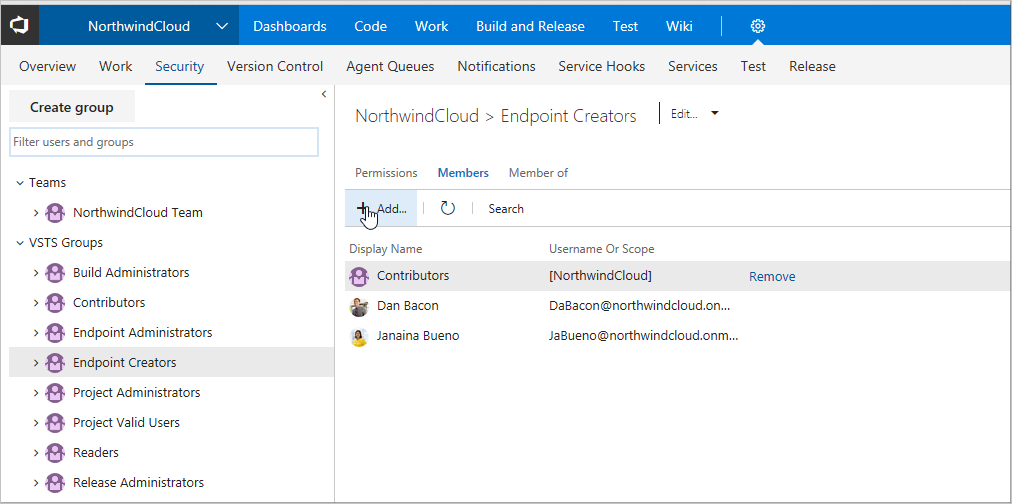 NorthwindCloud Dashboards Code Work Build and Release Test Wiki
Overview Work Security Version Control Agent Queues Notifications Service Hooks Services Test Release
Create group
Filter users and groups
Teams
NorthwindCloud Team
VSTS Groups
Build Administrators
Contributors
Endpoint Administrators
Endpoint Creators
Project Administrators
Project Valid Users
Readers
Release Administrators
NorthwindCloud > Endpoint Creators Edit...
Permissions Members Member of
Add... Search
Display Name Username Or Scope
Contributors [NorthwindCloud] Remove
Dan Bacon DaBacon@northwindcloud.on...
Janaina Bueno JaBueno@northwindcloud.onm...